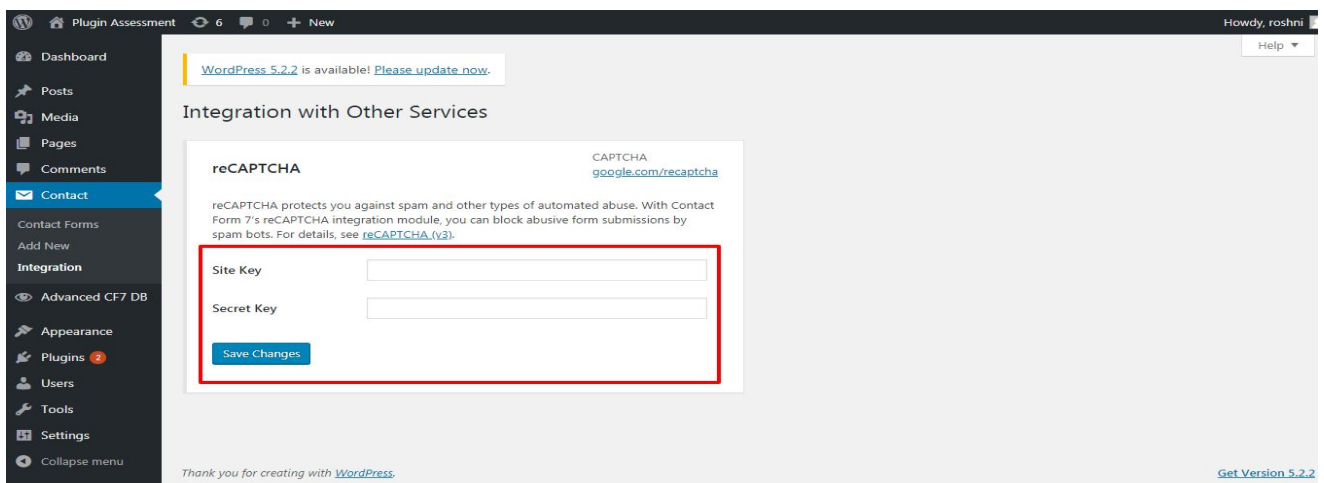 Plugin Assessment 6 0 + New Howdy, roshni
Help ▼
Dashboard
Posts
Media
Pages
Comments
Contact
Contact Forms
Add New
Integration
Advanced CF7 DB
Appearance
Plugins 2
Users
Tools
Settings
Collapse menu
WordPress 5.2.2 is available! Please update now.
Integration with Other Services
reCAPTCHA
CAPTCHA
google.com/recaptcha
reCAPTCHA protects you against spam and other types of automated abuse. With Contact
Form 7's reCAPTCHA integration module, you can block abusive form submissions by
spam bots. For details, see reCAPTCHA (v3).
Site Key
Secret Key
Save Changes
Thank you for creating with WordPress.
Get Version 5.2.2